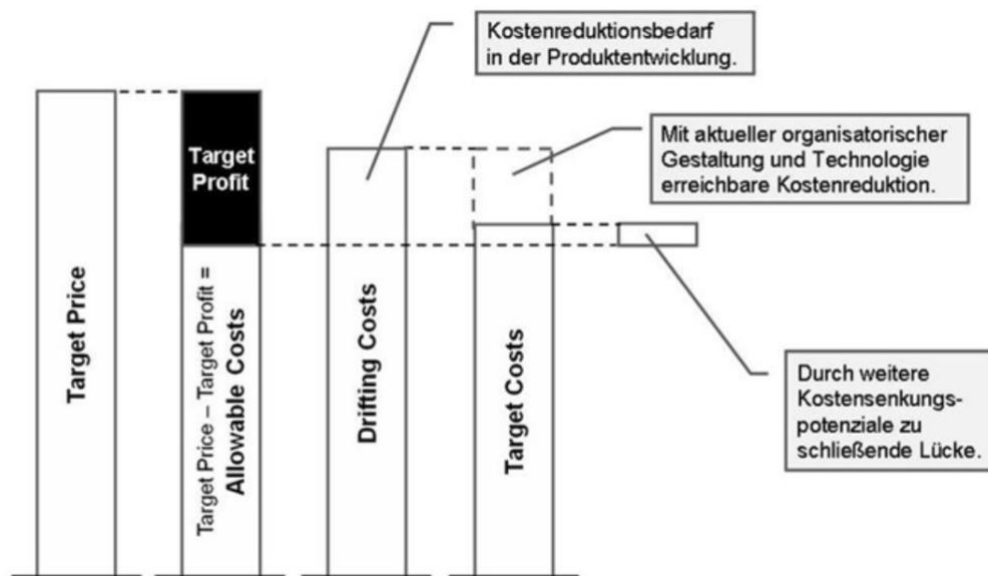 Kostenreduktionsbedarf
in der Produktentwicklung.
Mit aktueller organisatorischer
Gestaltung und Technologie
erreichbare Kostenreduktion.
Target
Profit
Target Price
Target Price – Target Profit =
Allowable Costs
Drifting Costs
Target Costs
Durch weitere
Kostensenkungs-
potenziale zu
schließende Lücke.